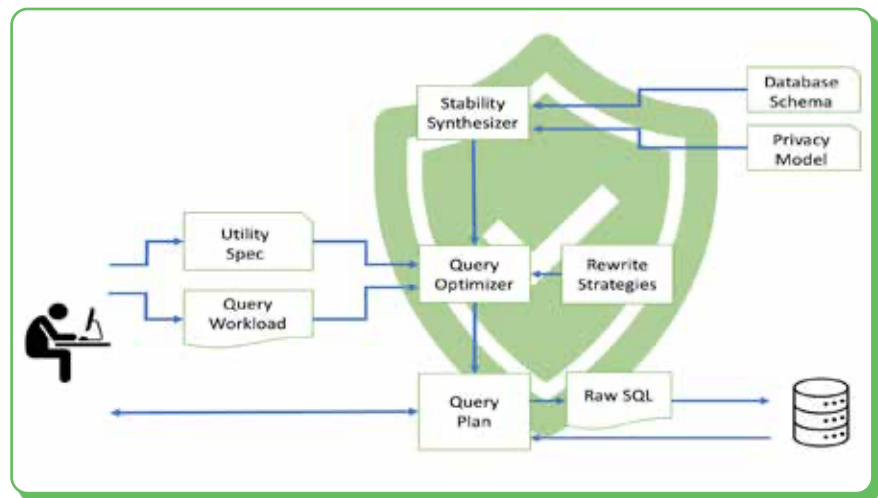 Database
Schema
Stability
Synthesizer
Privacy
Model
Utility
Spec
Query
Optimizer
Rewrite
Strategies
Query
Workload
Query
Plan
Raw SQL